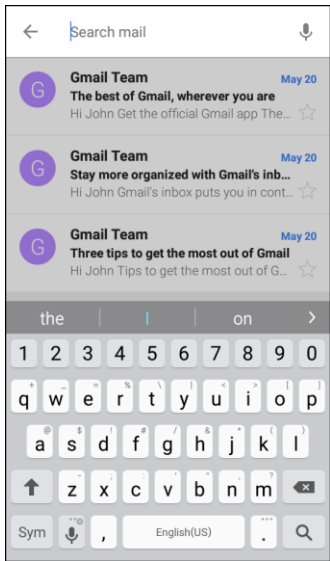 Search mail
Gmail Team May 20
G
The best of Gmail, wherever you are
Hi John Get the official Gmail app The...
Gmail Team May 20
G
Stay more organized with Gmail's inb...
Hi John Gmail's inbox puts you in cont...
Gmail Team May 20
G
Three tips to get the most out of Gmail
Hi John Tips to get the most out of G...
the I on
1 2 3 4 5 6 7 8 9 0
q w e r t y u i o p
a s d f g h j k l
z x c v b n m
Sym , English(US) .